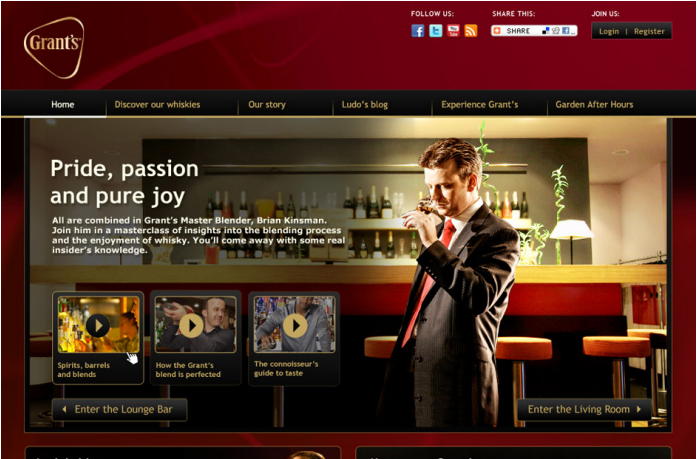 FOLLOW US:
SHARE THIS:
JOIN US:
Grant's
You Tube
SHARE
Login | Register
Home
Discover our whiskies
Our story
Ludo's blog
Experience Grant's
Garden After Hours
Pride, passion
and pure joy
All are combined in Grant's Master Blender, Brian Kinsman.
Join him in a masterclass of insights into the blending process
and the enjoyment of whisky. You'll come away with some real
insider's knowledge.
Spirits, barrels
and blends
How the Grant's
blend is perfected
The connoisseur's
guide to taste
Enter the Lounge Bar
Enter the Living Room